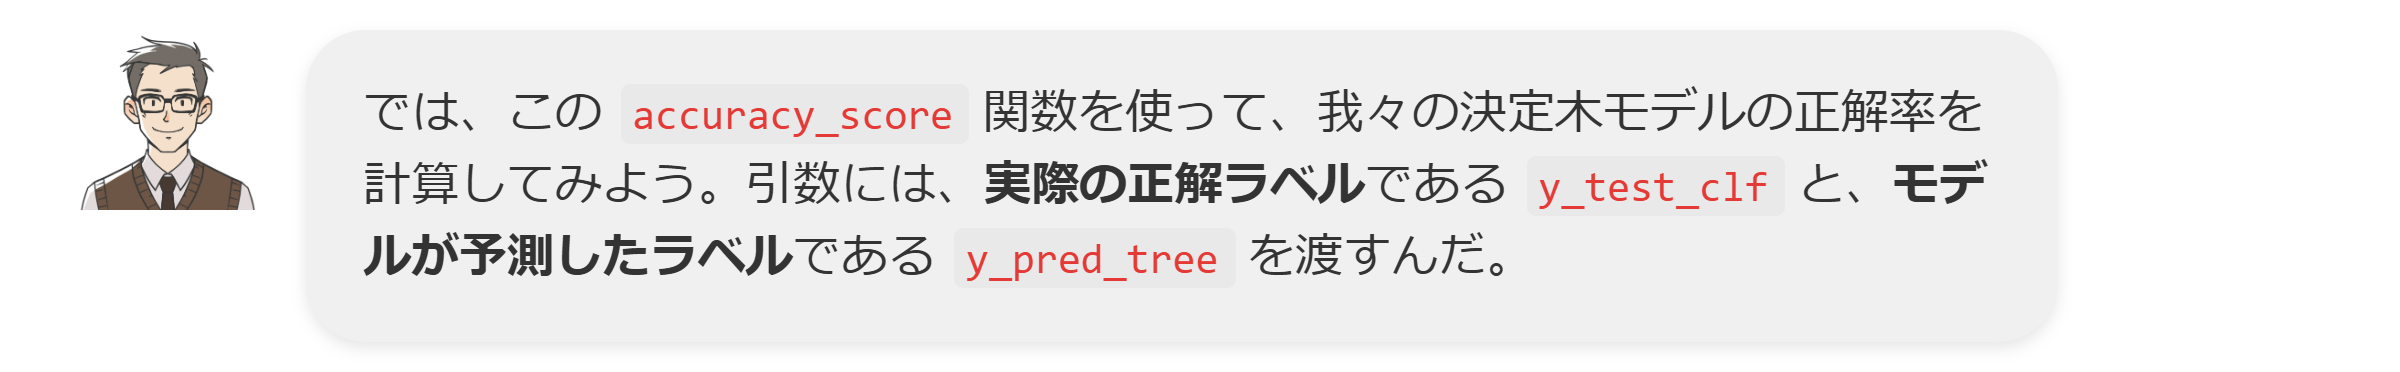 では、この accuracy_score 関数を使って、我々の決定木モデルの正解率を
計算してみよう。引数には、実際の正解ラベルである y_test_clf と、モデ
ルが予測したラベルである y_pred_tree を渡すんだ。